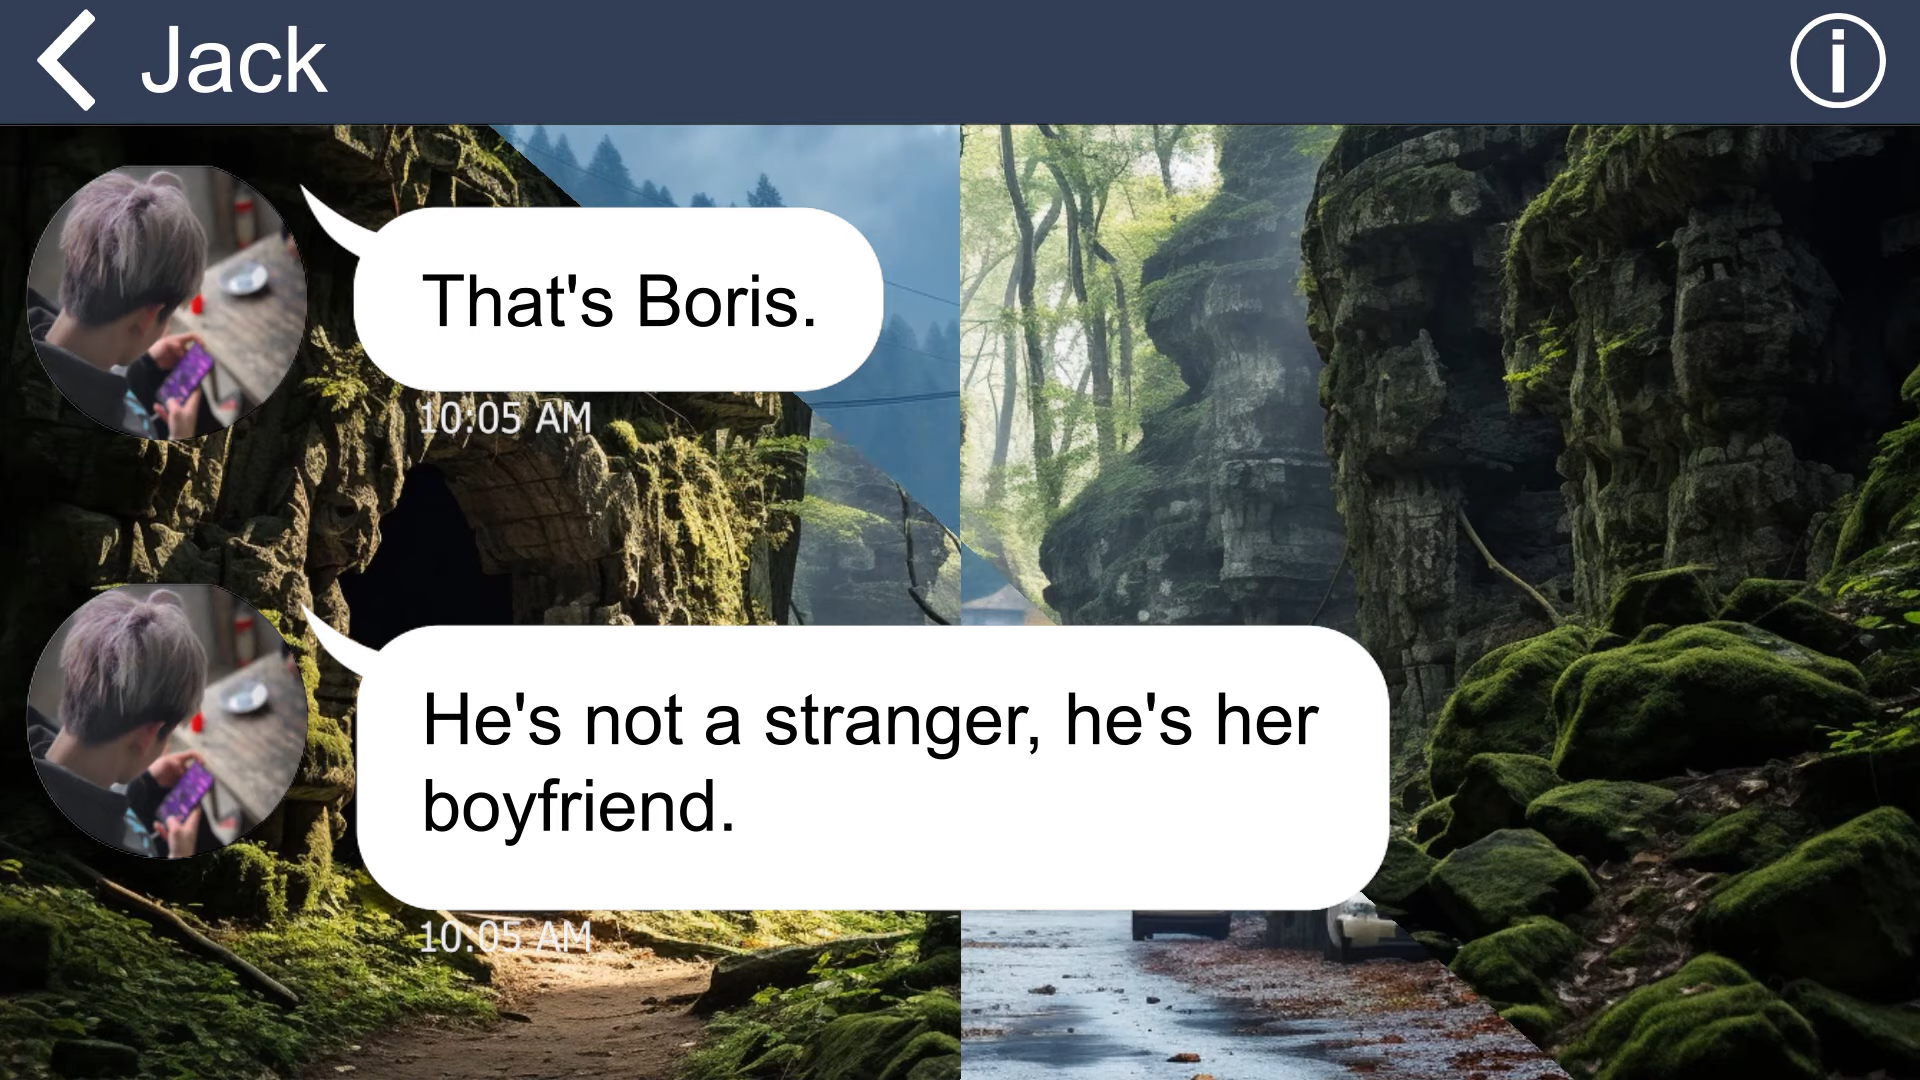 Jack
That's Boris.
10:05 AM
He's not a stranger, he's her
boyfriend.
10:05 AM